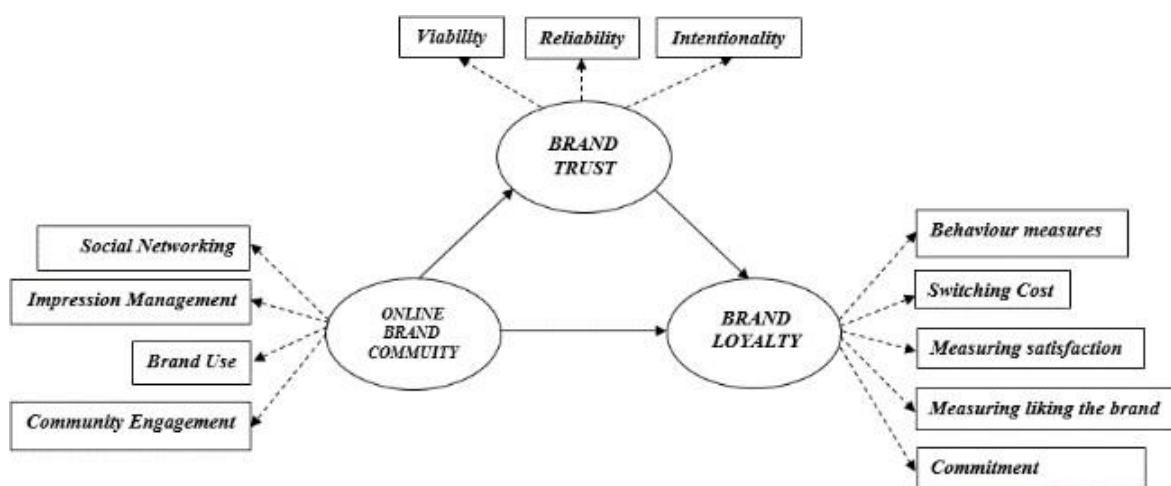 Viability
Reliability
Intentionality
BRAND
TRUST
Social Networking
Impression Management
Brand Use
Community Engagement
ONLINE
BRAND
COMMUITY
BRAND
LOYALTY
Behaviour measures
Switching Cost
Measuring satisfaction
Measuring liking the brand
Commitment